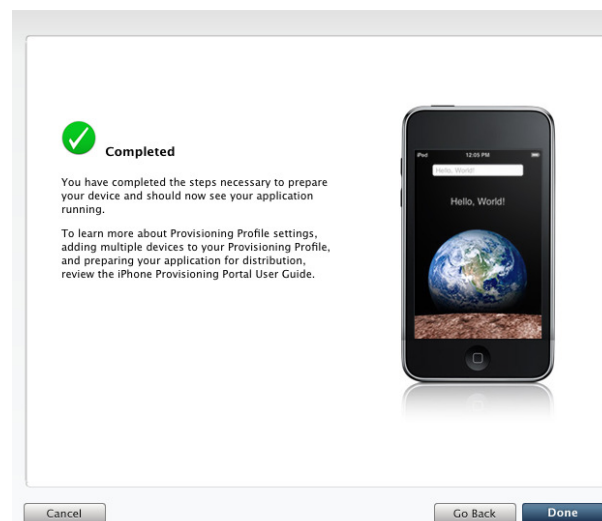 Completed
You have completed the steps necessary to prepare
your device and should now see your application
running.
To learn more about Provisioning Profile settings,
adding multiple devices to your Provisioning Profile,
and preparing your application for distribution,
review the iPhone Provisioning Portal User Guide.
iPod 12:05 PM
Hello, World!
Hello, World!
Cancel Go Back Done